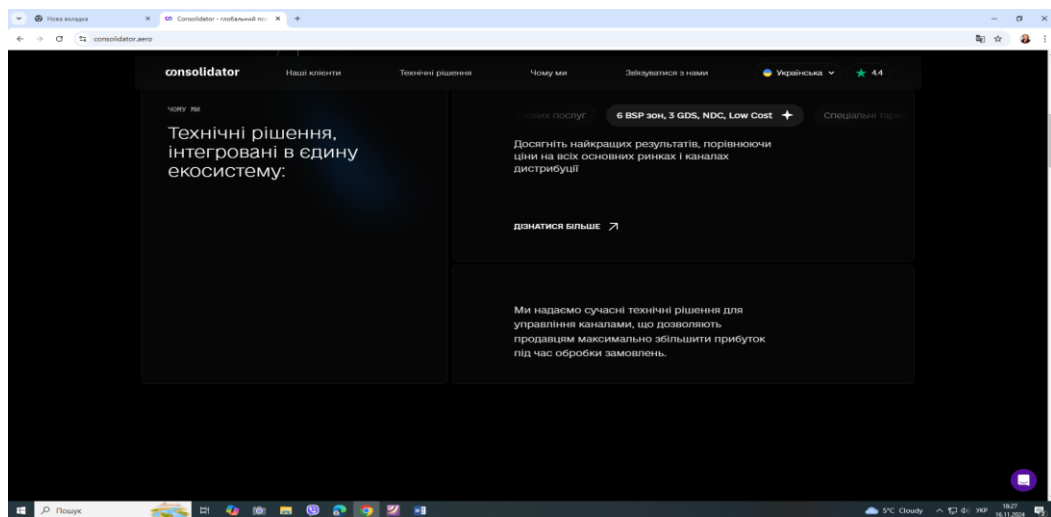 Нова вкладка
Consolidator - глобальний по
consolidator.aero
consolidator
Наші клієнти
Технічні рішення
Чому ми
Звʼязуватися з нами
Українська
4.4
ЧОМУ МИ
Технічні рішення,
інтегровані в єдину
екосистему:
послуг
6 BSP зон, 3 GDS, NDC, Low Cost
Спеціальні тариф
Досягніть найкращих результатів, порівнюючи
ціни на всіх основних ринках і каналах
дистрибуції
ДІЗНАТИСЯ БІЛЬШЕ
Ми надаємо сучасні технічні рішення для
управління каналами, що дозволяють
продавцям максимально збільшити прибуток
під час обробки замовлень.
Пошук
5°C Cloudy
УКР
18:27
16.11.2024